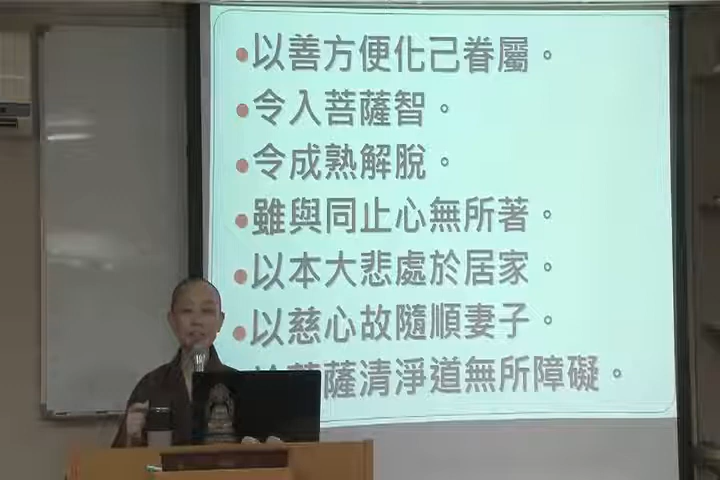 以善方便化己眷屬。
令入菩薩智。
令成熟解脫。
雖與同止心無所著。
以本大悲處於居家。
以慈心故隨順妻子。
薩清淨道無所障礙。